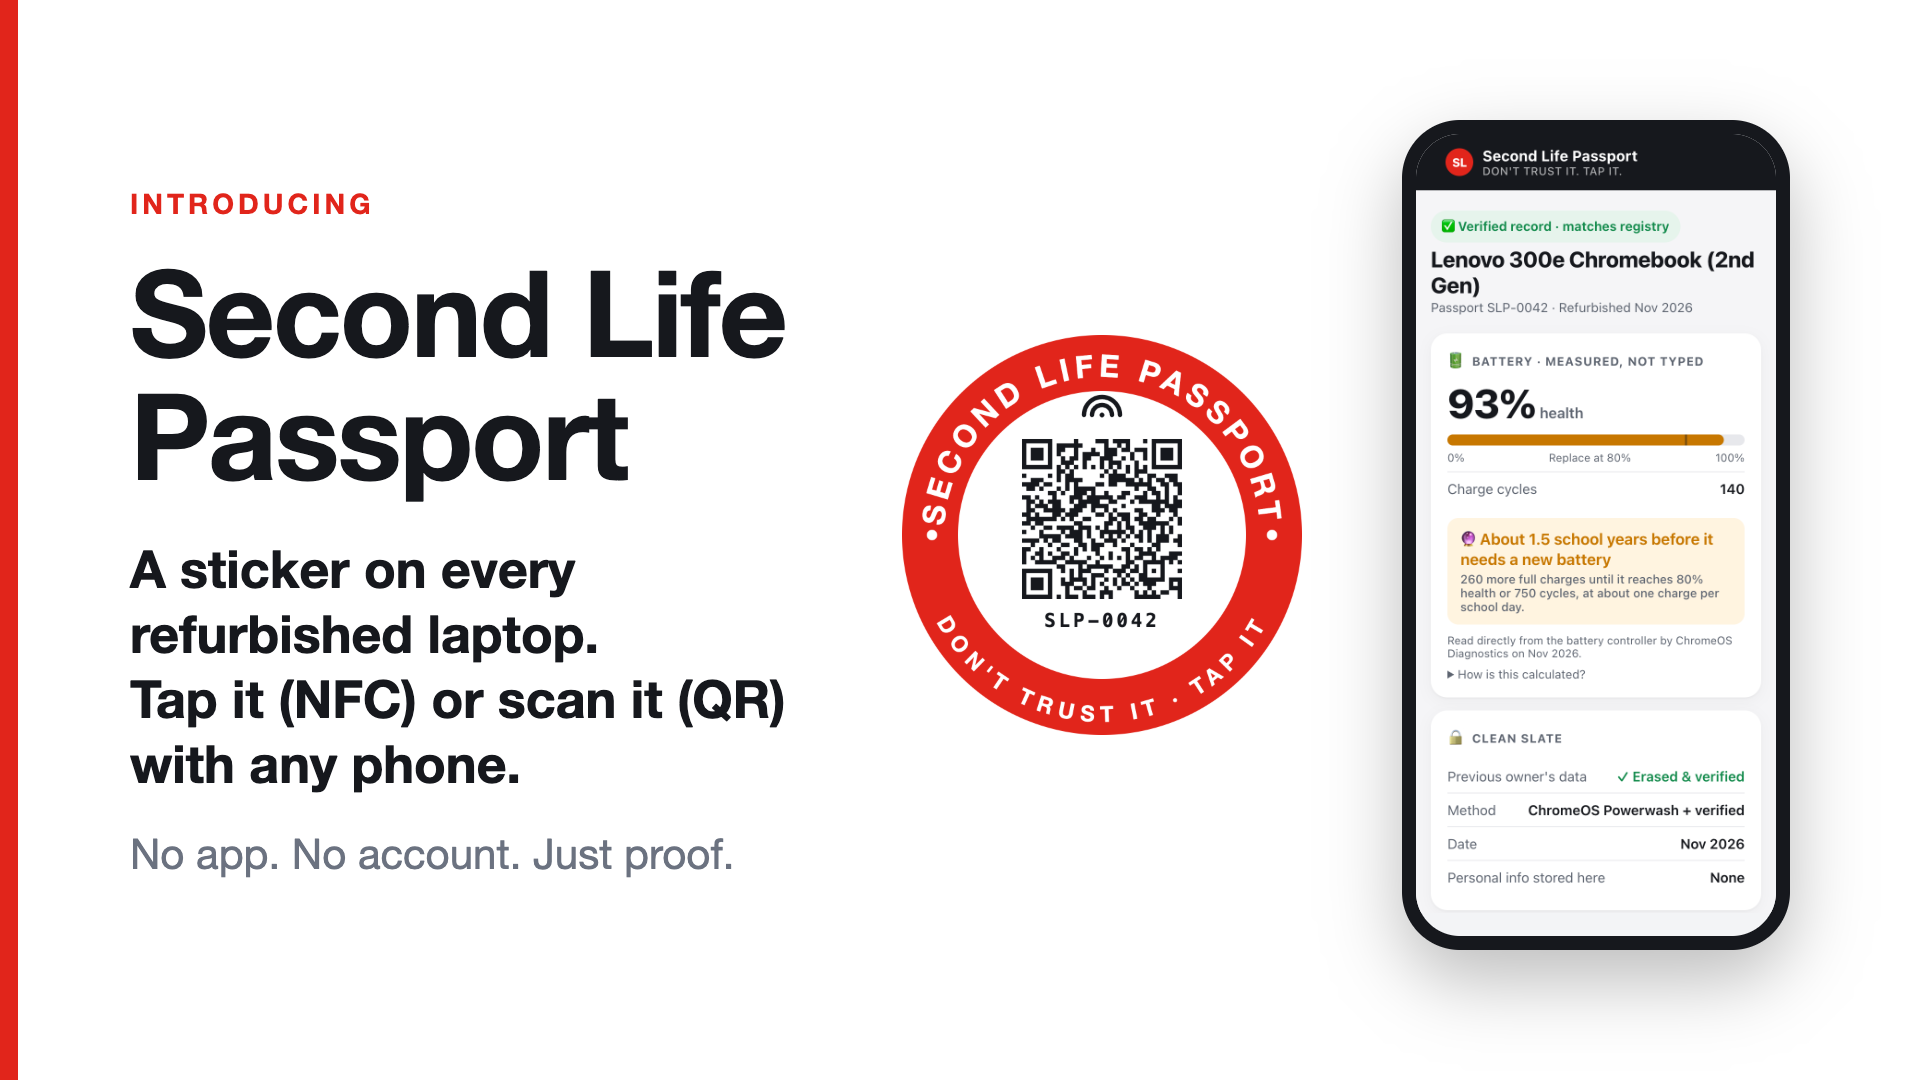 INTRODUCING
Second Life
Passport
A sticker on every
refurbished laptop.
Tap it (NFC) or scan it (QR)
with any phone.
No app. No account. Just proof.
SECOND LIFE PASSPORT
SLP-0042
DON'T TRUST IT · TAP IT
SL
Second Life Passport
DON'T TRUST IT. TAP IT.
✅ Verified record · matches registry
Lenovo 300e Chromebook (2nd
Gen)
Passport SLP-0042 · Refurbished Nov 2026
BATTERY · MEASURED, NOT TYPED
93% health
0% Replace at 80% 100%
Charge cycles 140
🔮 About 1.5 school years before it
needs a new battery
260 more full charges until it reaches 80%
health or 750 cycles, at about one charge per
school day.
Read directly from the battery controller by ChromeOS
Diagnostics on Nov 2026.
▶ How is this calculated?
CLEAN SLATE
Previous owner's data ✓ Erased & verified
Method ChromeOS Powerwash + verified
Date Nov 2026
Personal info stored here None